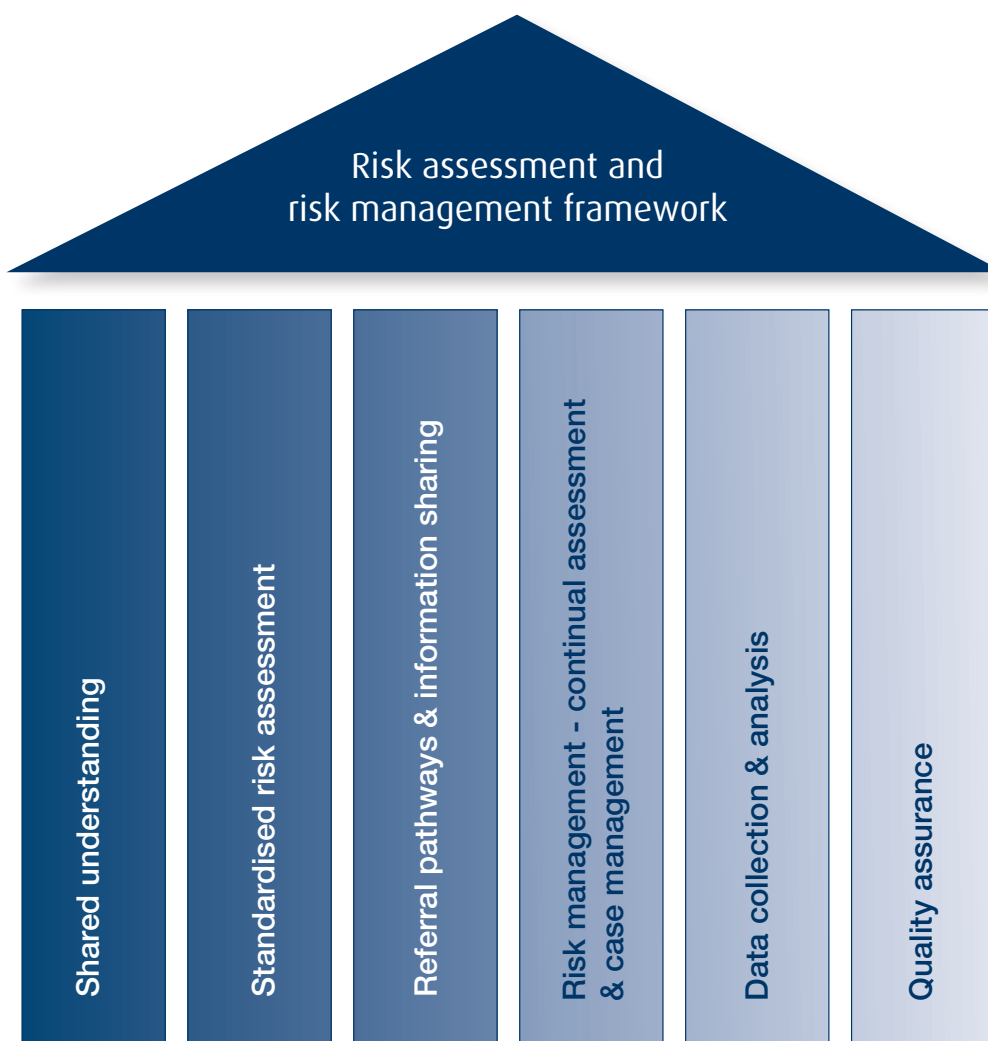 Risk assessment and
risk management framework
Shared understanding
Standardised risk assessment
Referral pathways & information sharing
Risk management - continual assessment
& case management
Data collection & analysis
Quality assurance